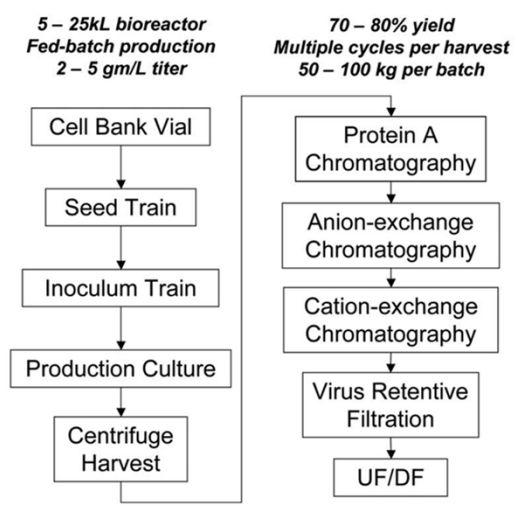 5 – 25kL bioreactor
Fed-batch production
2 – 5 gm/L titer
Cell Bank Vial
Seed Train
Inoculum Train
Production Culture
Centrifuge
Harvest
70 – 80% yield
Multiple cycles per harvest
50 – 100 kg per batch
Protein A
Chromatography
Anion-exchange
Chromatography
Cation-exchange
Chromatography
Virus Retentive
Filtration
UF/DF